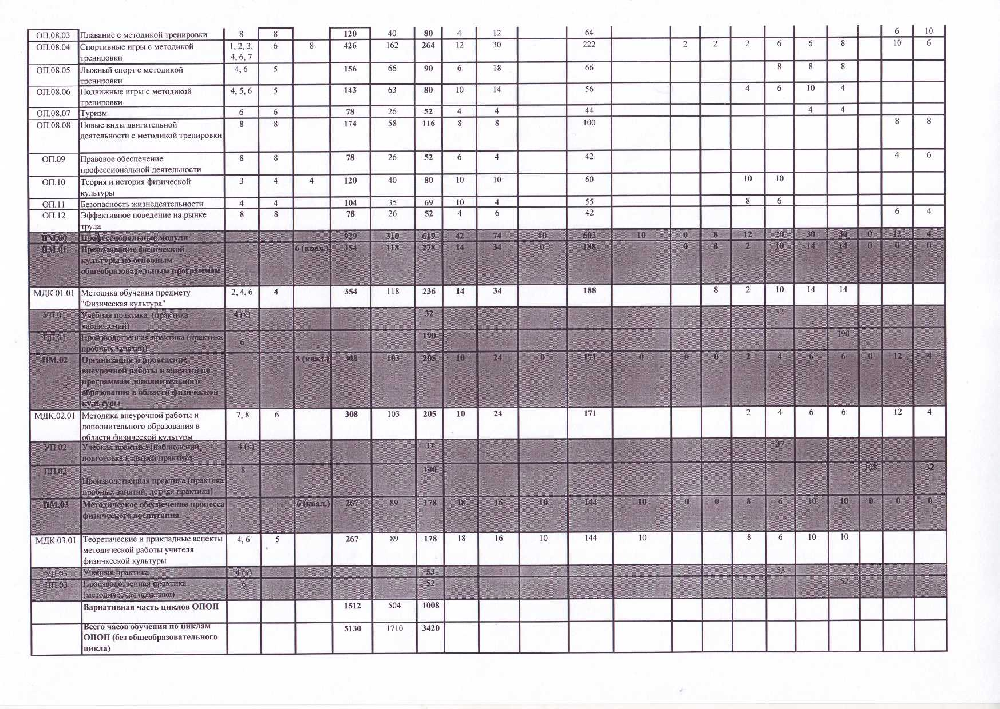 ОП.08.03 Плавание с методикой тренировки 8 8 120 40 80 4 12 64 6 10
ОП.08.04 Спортивные игры с методикой 1, 2, 3, 6 8 426 162 264 12 30 222 2 2 2 6 6 8 10 6
тренировки 4, 6, 7
ОП.08.05 Лыжный спорт с методикой 4, 6 5 156 66 90 6 18 66 8 8 8
тренировки
ОП.08.06 Подвижные игры с методикой 4, 5, 6 5 143 63 80 10 14 56 4 6 10 4
тренировки
ОП.08.07 Туризм 6 6 78 26 52 4 4 44 4 4
ОП.08.08 Новые виды двигательной 8 8 174 58 116 8 8 100 8 8
деятельности с методикой тренировки
ОП.09 Правовое обеспечение 8 8 78 26 52 6 4 42 4 6
профессиональной деятельности
ОП.10 Теория и история физической 3 4 4 120 40 80 10 10 60 10 10
культуры
ОП.11 Безопасность жизнедеятельности 4 4 104 35 69 10 4 55 8 6
ОП.12 Эффективное поведение на рынке 8 8 78 26 52 4 6 42 6 4
труда
ПМ.00 Профессиональные модули 929 310 619 42 74 10 503 10 0 8 12 20 30 30 0 12 4
ПМ.01 Преподавание физической 6 (квал.) 354 118 278 14 34 0 188 0 8 2 10 14 14 0 0 0
культуры по основным
общеобразовательным программам
МДК.01.01 Методика обучения предмету 2, 4, 6 4 354 118 236 14 34 188 8 2 10 14 14
"Физическая культура"
УП.01 Учебная практика (практика 4 (к) 32 32
наблюдений)
ПП.01 Производственная практика (практика 6 190 190
пробных занятий)
ПМ.02 Организация и проведение 8 (квал.) 308 103 205 10 24 0 171 0 0 0 2 4 6 6 0 12 4
внеурочной работы и занятий по
программам дополнительного
образования в области физической
культуры
МДК.02.01 Методика внеурочной работы и 7, 8 6 308 103 205 10 24 171 2 4 6 6 12 4
дополнительного образования в
области физической культуры
УП.02 Учебная практика (наблюдений, 4 (к) 37 37
подготовка к летней практике
ПП.02 8 140 108 32
Производственная практика (практика
пробных занятий, летняя практика)
ПМ.03 Методическое обеспечение процесса 6 (квал.) 267 89 178 18 16 10 144 10 0 0 8 6 10 10 0 0 0
физического воспитания
МДК.03.01 Теоретические и прикладные аспекты 4, 6 5 267 89 178 18 16 10 144 10 8 6 10 10
методической работы учителя
физичкеской культуры
УП.03 Учебная практика 4 (к) 53 53
ПП.03 Производственная практика 6 52 52
(методическая практика)
Вариативная часть циклов ОПОП 1512 504 1008
Всего часов обучения по циклам 5130 1710 3420
ОПОП (без общеобразовательного
цикла)